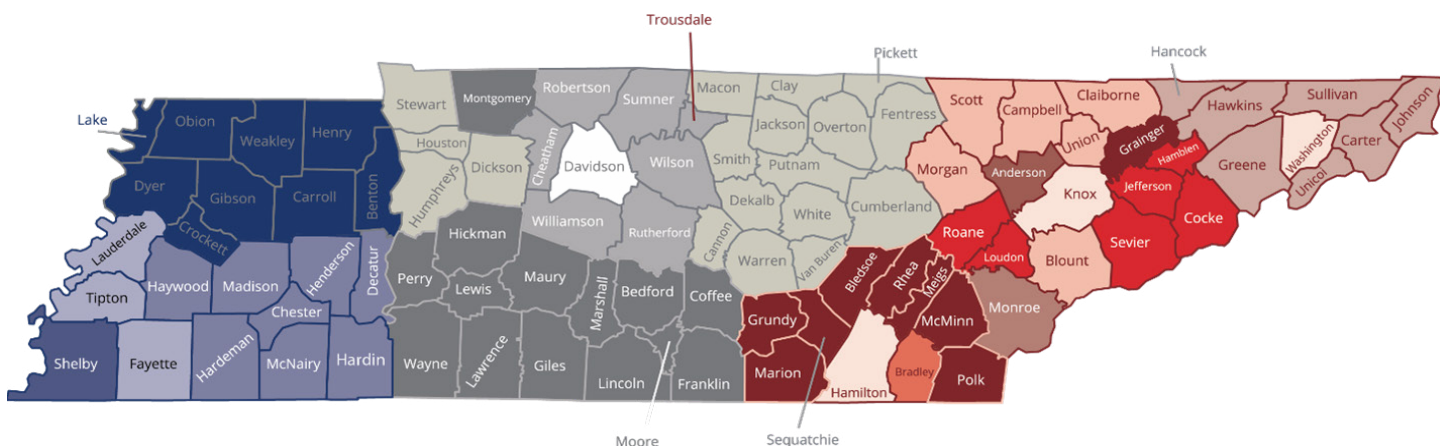 Trousdale
Pickett
Hancock
Lake
Obion
Weakley
Henry
Stewart
Montgomery
Robertson
Sumner
Macon
Clay
Fentress
Scott
Campbell
Claiborne
Hawkins
Sullivan
Johnson
Dyer
Gibson
Carroll
Benton
Houston
Humphreys
Dickson
Cheatham
Davidson
Wilson
Smith
Jackson
Overton
Putnam
Morgan
Anderson
Union
Grainger
Hamblen
Greene
Washington
Carter
Unicoi
Lauderdale
Crockett
Williamson
Rutherford
Cannon
Dekalb
White
Cumberland
Roane
Loudon
Knox
Jefferson
Cocke
Sevier
Blount
Tipton
Haywood
Madison
Henderson
Decatur
Perry
Hickman
Lewis
Maury
Marshall
Bedford
Coffee
Warren
Van Buren
Bledsoe
Rhea
Meigs
McMinn
Monroe
Shelby
Fayette
Hardeman
Chester
McNairy
Hardin
Wayne
Lawrence
Giles
Lincoln
Franklin
Grundy
Marion
Hamilton
Bradley
Polk
Moore
Sequatchie